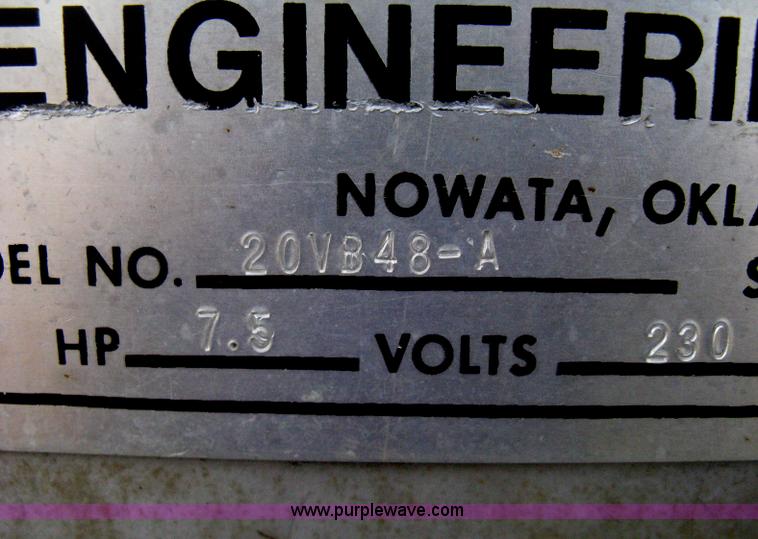 ENGINEERI
NOWATA, OKLA
DEL NO. 20VB48-A S
HP 7.5 VOLTS 230
www.purplewave.com